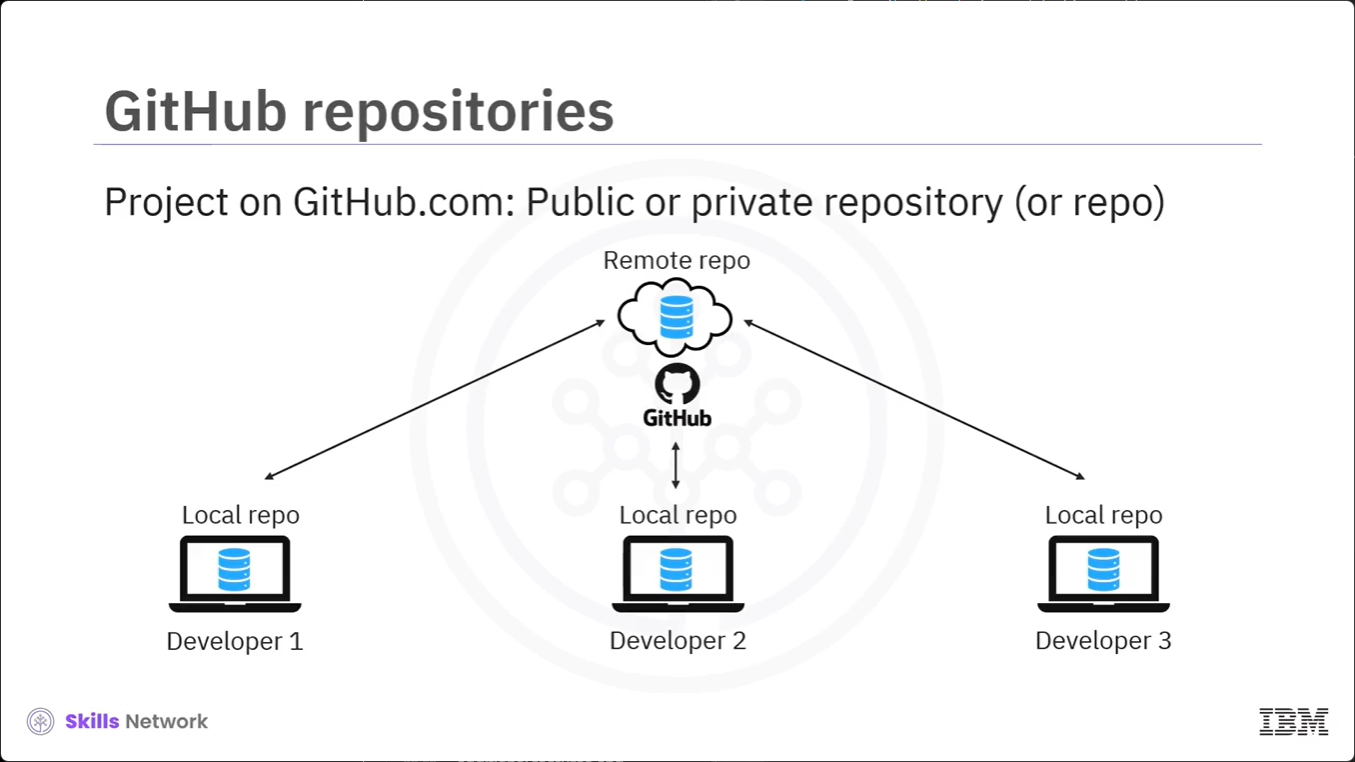 GitHub repositories
Project on GitHub.com: Public or private repository (or repo)
Remote repo
GitHub
Local repo
Local repo
Local repo
Developer 1
Developer 2
Developer 3
Skills Network
IBM